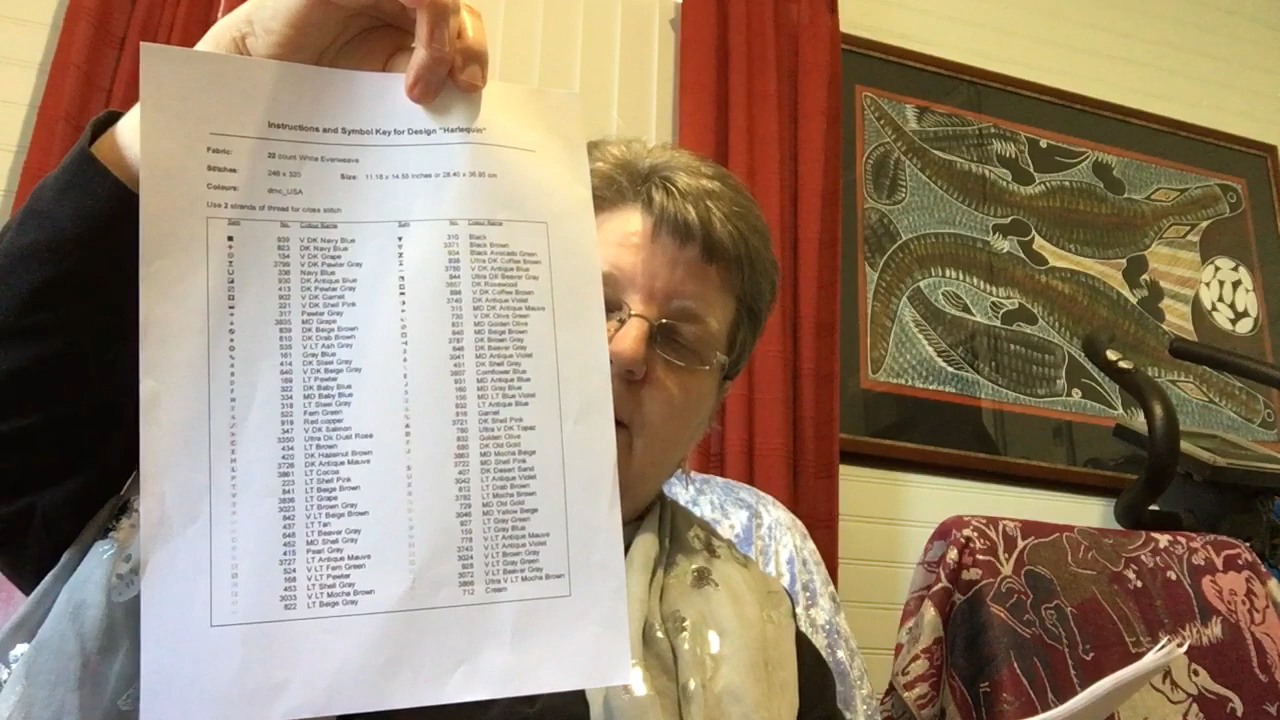 Instructions and Symbol Key for Design "Harlequin"
Fabric: 22 count White Evenweave
Stitches: 246 x 320 Size: 11.18 x 14.55 inches or 28.40 x 36.95 cm
Colours: dmc_USA
Use 2 strands of thread for cross stitch
Sym No. Colour Name Sym No. Colour Name
939 V DK Navy Blue 310 Black
823 DK Navy Blue 3371 Black Brown
154 V DK Grape 934 Black Avocado Green
3799 V DK Pewter Gray 938 Ultra DK Coffee Brown
336 Navy Blue 3750 V DK Antique Blue
930 DK Antique Blue 844 Ultra DK Beaver Gray
413 DK Pewter Gray 3857 DK Rosewood
902 V DK Garnet 898 V DK Coffee Brown
221 V DK Shell Pink 3740 DK Antique Violet
317 Pewter Gray 315 MD DK Antique Mauve
3835 MD Grape 730 V DK Olive Green
839 DK Beige Brown 831 MD Golden Olive
610 DK Drab Brown 840 MD Beige Brown
535 V LT Ash Gray 3787 DK Brown Gray
161 Gray Blue 646 DK Beaver Gray
414 DK Steel Gray 3041 MD Antique Violet
640 V DK Beige Gray 451 DK Shell Gray
169 LT Pewter 3807 Cornflower Blue
322 DK Baby Blue 931 MD Antique Blue
334 MD Baby Blue 160 MD Gray Blue
318 LT Steel Gray 156 MD LT Blue Violet
522 Fern Green 932 LT Antique Blue
919 Red copper 816 Garnet
347 V DK Salmon 3721 DK Shell Pink
3350 Ultra Dk Dust Rose 780 Ultra V DK Topaz
434 LT Brown 832 Golden Olive
420 DK Hazelnut Brown 680 DK Old Gold
3726 DK Antique Mauve 3863 MD Mocha Beige
3861 LT Cocoa 3722 MD Shell Pink
223 LT Shell Pink 407 DK Desert Sand
841 LT Beige Brown 3042 LT Antique Violet
3836 LT Grape 612 LT Drab Brown
3023 LT Brown Gray 3782 LT Mocha Brown
842 V LT Beige Brown 729 MD Old Gold
437 LT Tan 3046 MD Yellow Beige
648 LT Beaver Gray 927 LT Gray Green
452 MD Shell Gray 159 LT Gray Blue
415 Pearl Gray 778 V LT Antique Mauve
3727 LT Antique Mauve 3743 V LT Antique Violet
524 V LT Fern Green 3024 V LT Brown Gray
168 V LT Pewter 928 V LT Gray Green
453 LT Shell Gray 3072 V LT Beaver Gray
3033 V LT Mocha Brown 3866 Ultra V LT Mocha Brown
822 LT Beige Gray 712 Cream